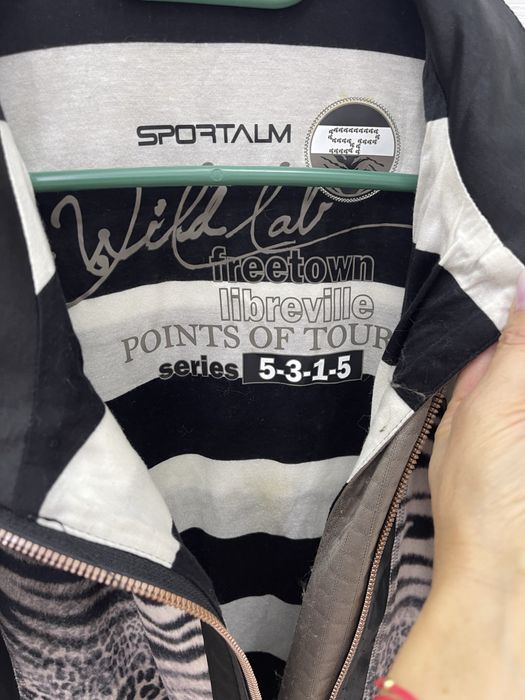 SPORTALM
Wild Cat
freetown
libreville
POINTS OF TOUR
series 5-3-1-5